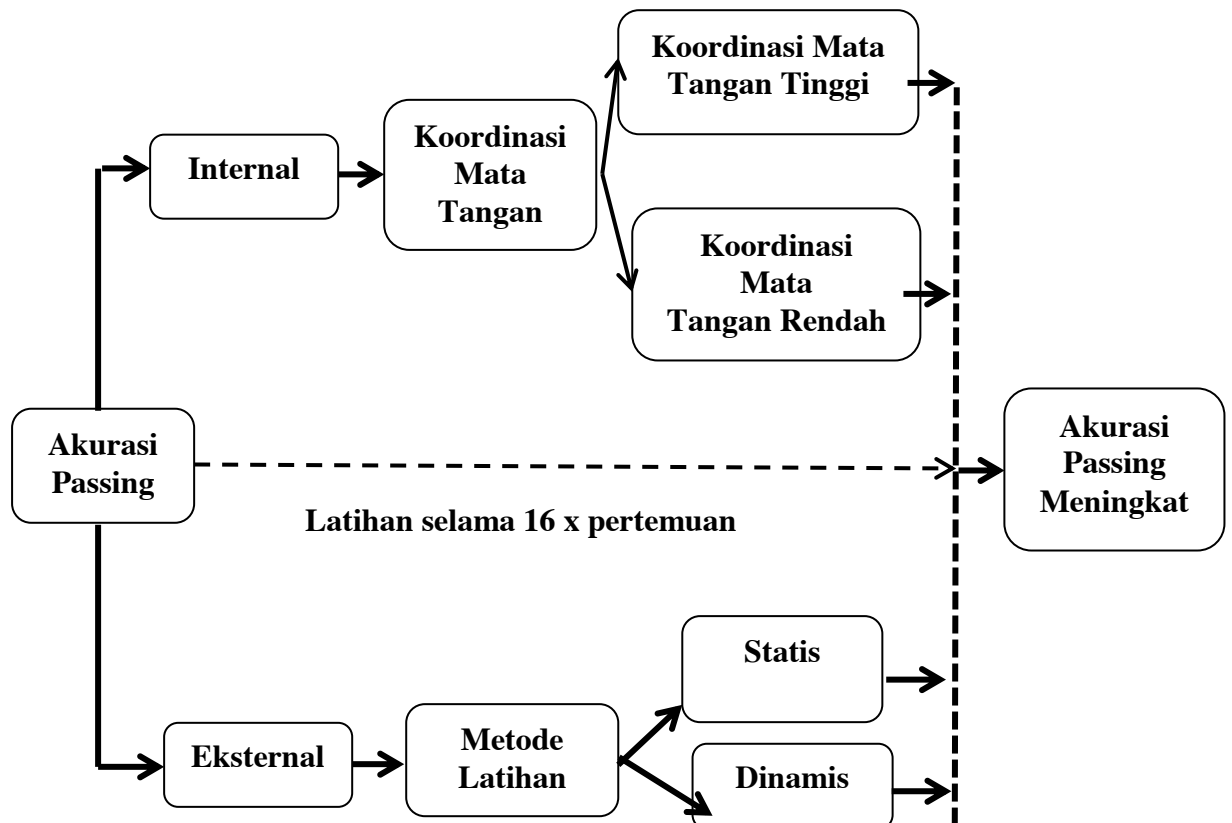 Koordinasi Mata
Tangan Tinggi
Internal
Koordinasi
Mata
Tangan
Koordinasi
Mata
Tangan Rendah
Akurasi
Passing
Latihan selama 16 x pertemuan
Akurasi
Passing
Meningkat
Statis
Eksternal
Metode
Latihan
Dinamis